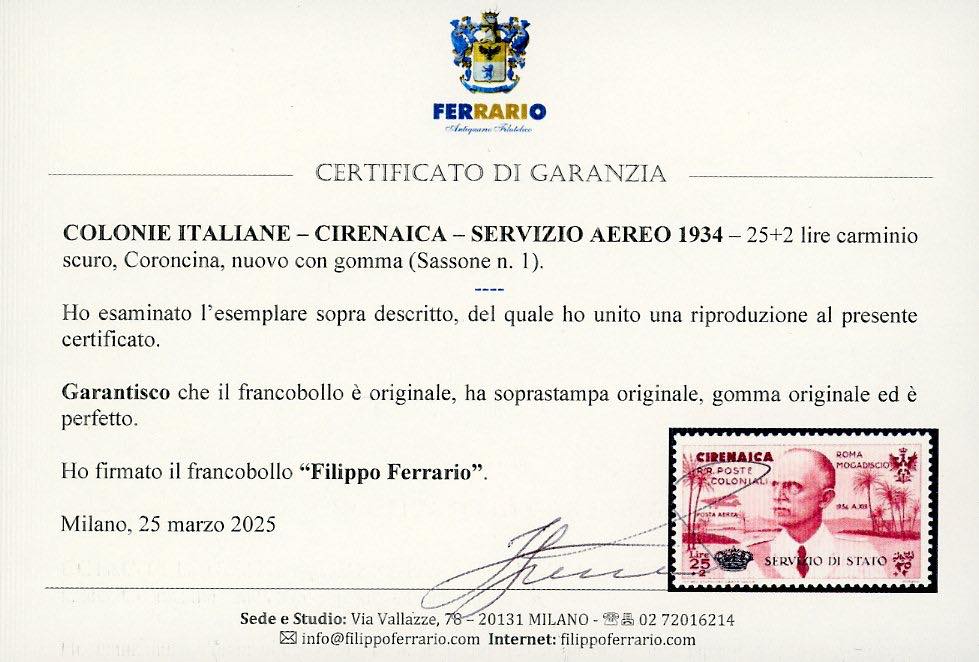 FERRARIO
Antiquario Filatelico
CERTIFICATO DI GARANZIA
COLONIE ITALIANE – CIRENAICA – SERVIZIO AEREO 1934 – 25+2 lire carminio
scuro, Coroncina, nuovo con gomma (Sassone n. 1).
----
Ho esaminato l’esemplare sopra descritto, del quale ho unito una riproduzione al presente
certificato.
Garantisco che il francobollo è originale, ha soprastampa originale, gomma originale ed è
perfetto.
Ho firmato il francobollo “Filippo Ferrario”.
Milano, 25 marzo 2025
CIRENAICA
R.R. POSTE
COLONIALI
ROMA
MOGADISCIO
POSTA AEREA
1934 A.XIII
Lire
25
+2
SERVIZIO DI STATO
Sede e Studio: Via Vallazze, 78 – 20131 MILANO - ☏ 02 72016214
✉ info@filippoferrario.com Internet: filippoferrario.com